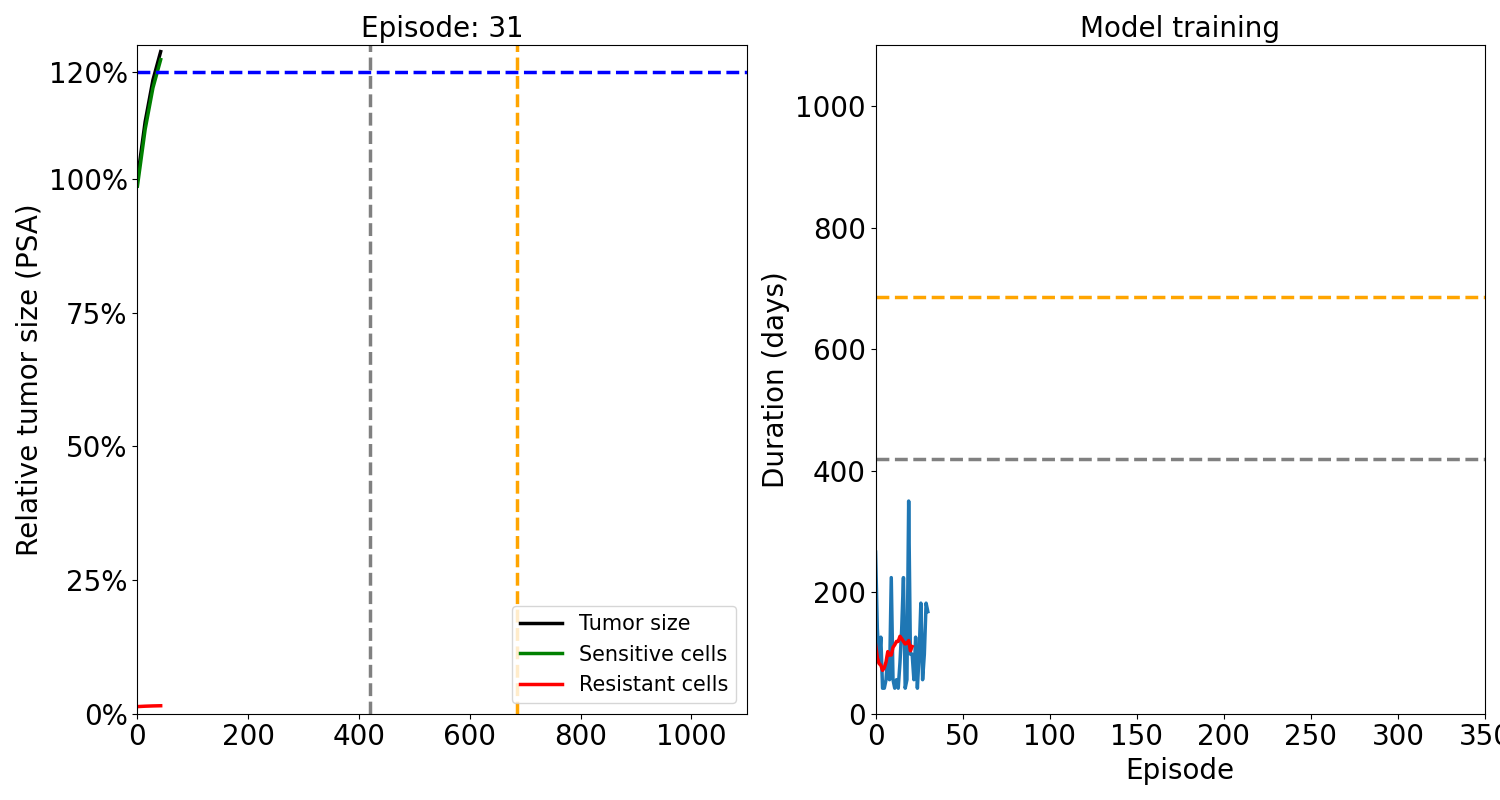 Episode: 31
Relative tumor size (PSA)
120%
100%
75%
50%
25%
0%
0 200 400 600 800 1000
Tumor size
Sensitive cells
Resistant cells
Model training
Duration (days)
1000
800
600
400
200
0
0 50 100 150 200 250 300 350
Episode